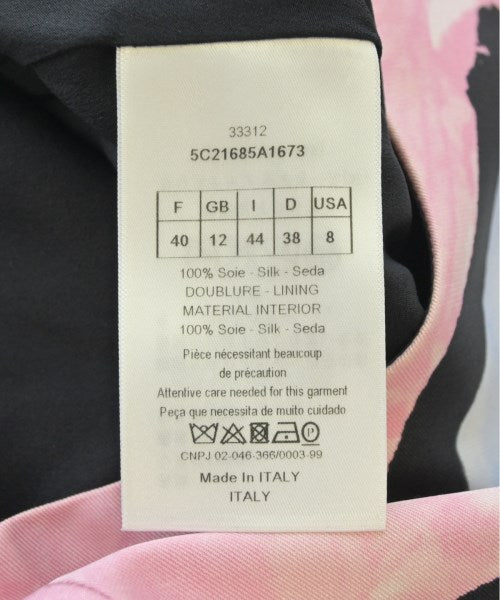 33312
5C21685A1673
F GB I D USA
40 12 44 38 8
100% Soie - Silk - Seda
DOUBLURE - LINING
MATERIAL INTERIOR
100% Soie - Silk - Seda
Pièce nécessitant beaucoup
de précaution
Attentive care needed for this garment
Peça que necessita de muito cuidado
P
CNPJ 02-046-366/0003-99
Made In ITALY
ITALY